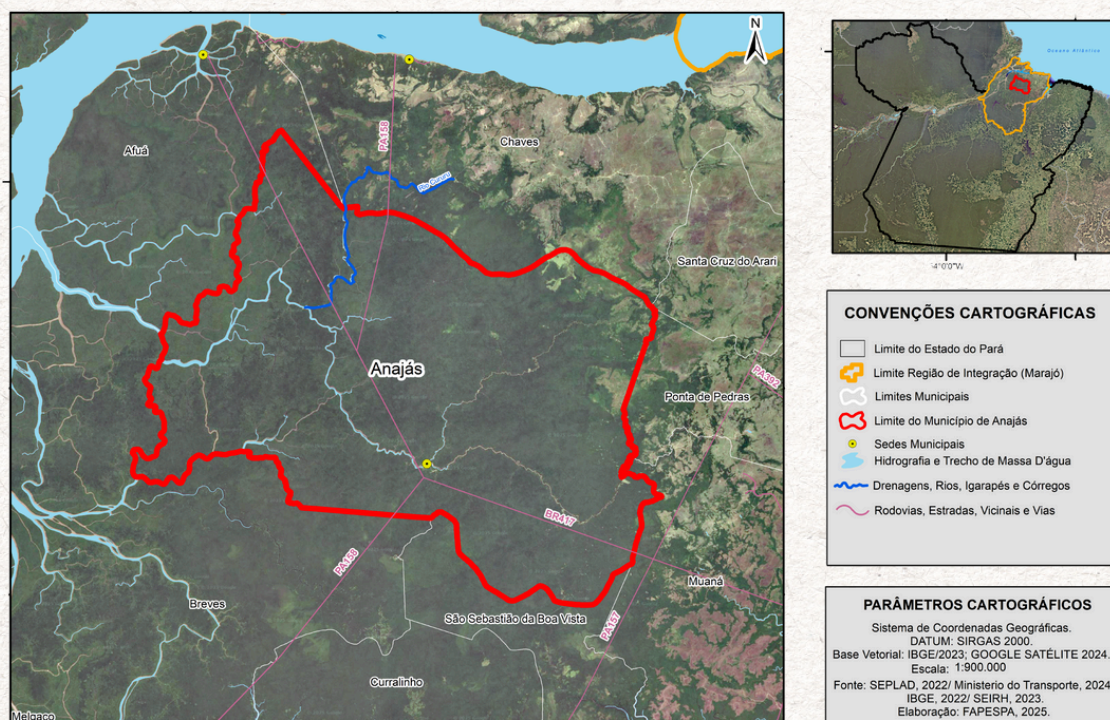 N
Afuá
PA158
Chaves
Rio Cururu
Santa Cruz do Arari
Anajás
PA392
Ponta de Pedras
BR417
PA158
Muaná
Breves
São Sebastião da Boa Vista
PA157
Curralinho
Melgaço
Oceano Atlântico
CONVENÇÕES CARTOGRÁFICAS
Limite do Estado do Pará
Limite Região de Integração (Marajó)
Limites Municipais
Limite do Município de Anajás
Sedes Municipais
Hidrografia e Trecho de Massa D'água
Drenagens, Rios, Igarapés e Córregos
Rodovias, Estradas, Vicinais e Vias
PARÂMETROS CARTOGRÁFICOS
Sistema de Coordenadas Geográficas.
DATUM: SIRGAS 2000.
Base Vetorial: IBGE/2023; GOOGLE SATÉLITE 2024.
Escala: 1:900.000
Fonte: SEPLAD, 2022/ Ministerio do Transporte, 2024
IBGE, 2022/ SEIRH, 2023.
Elaboração: FAPESPA, 2025.